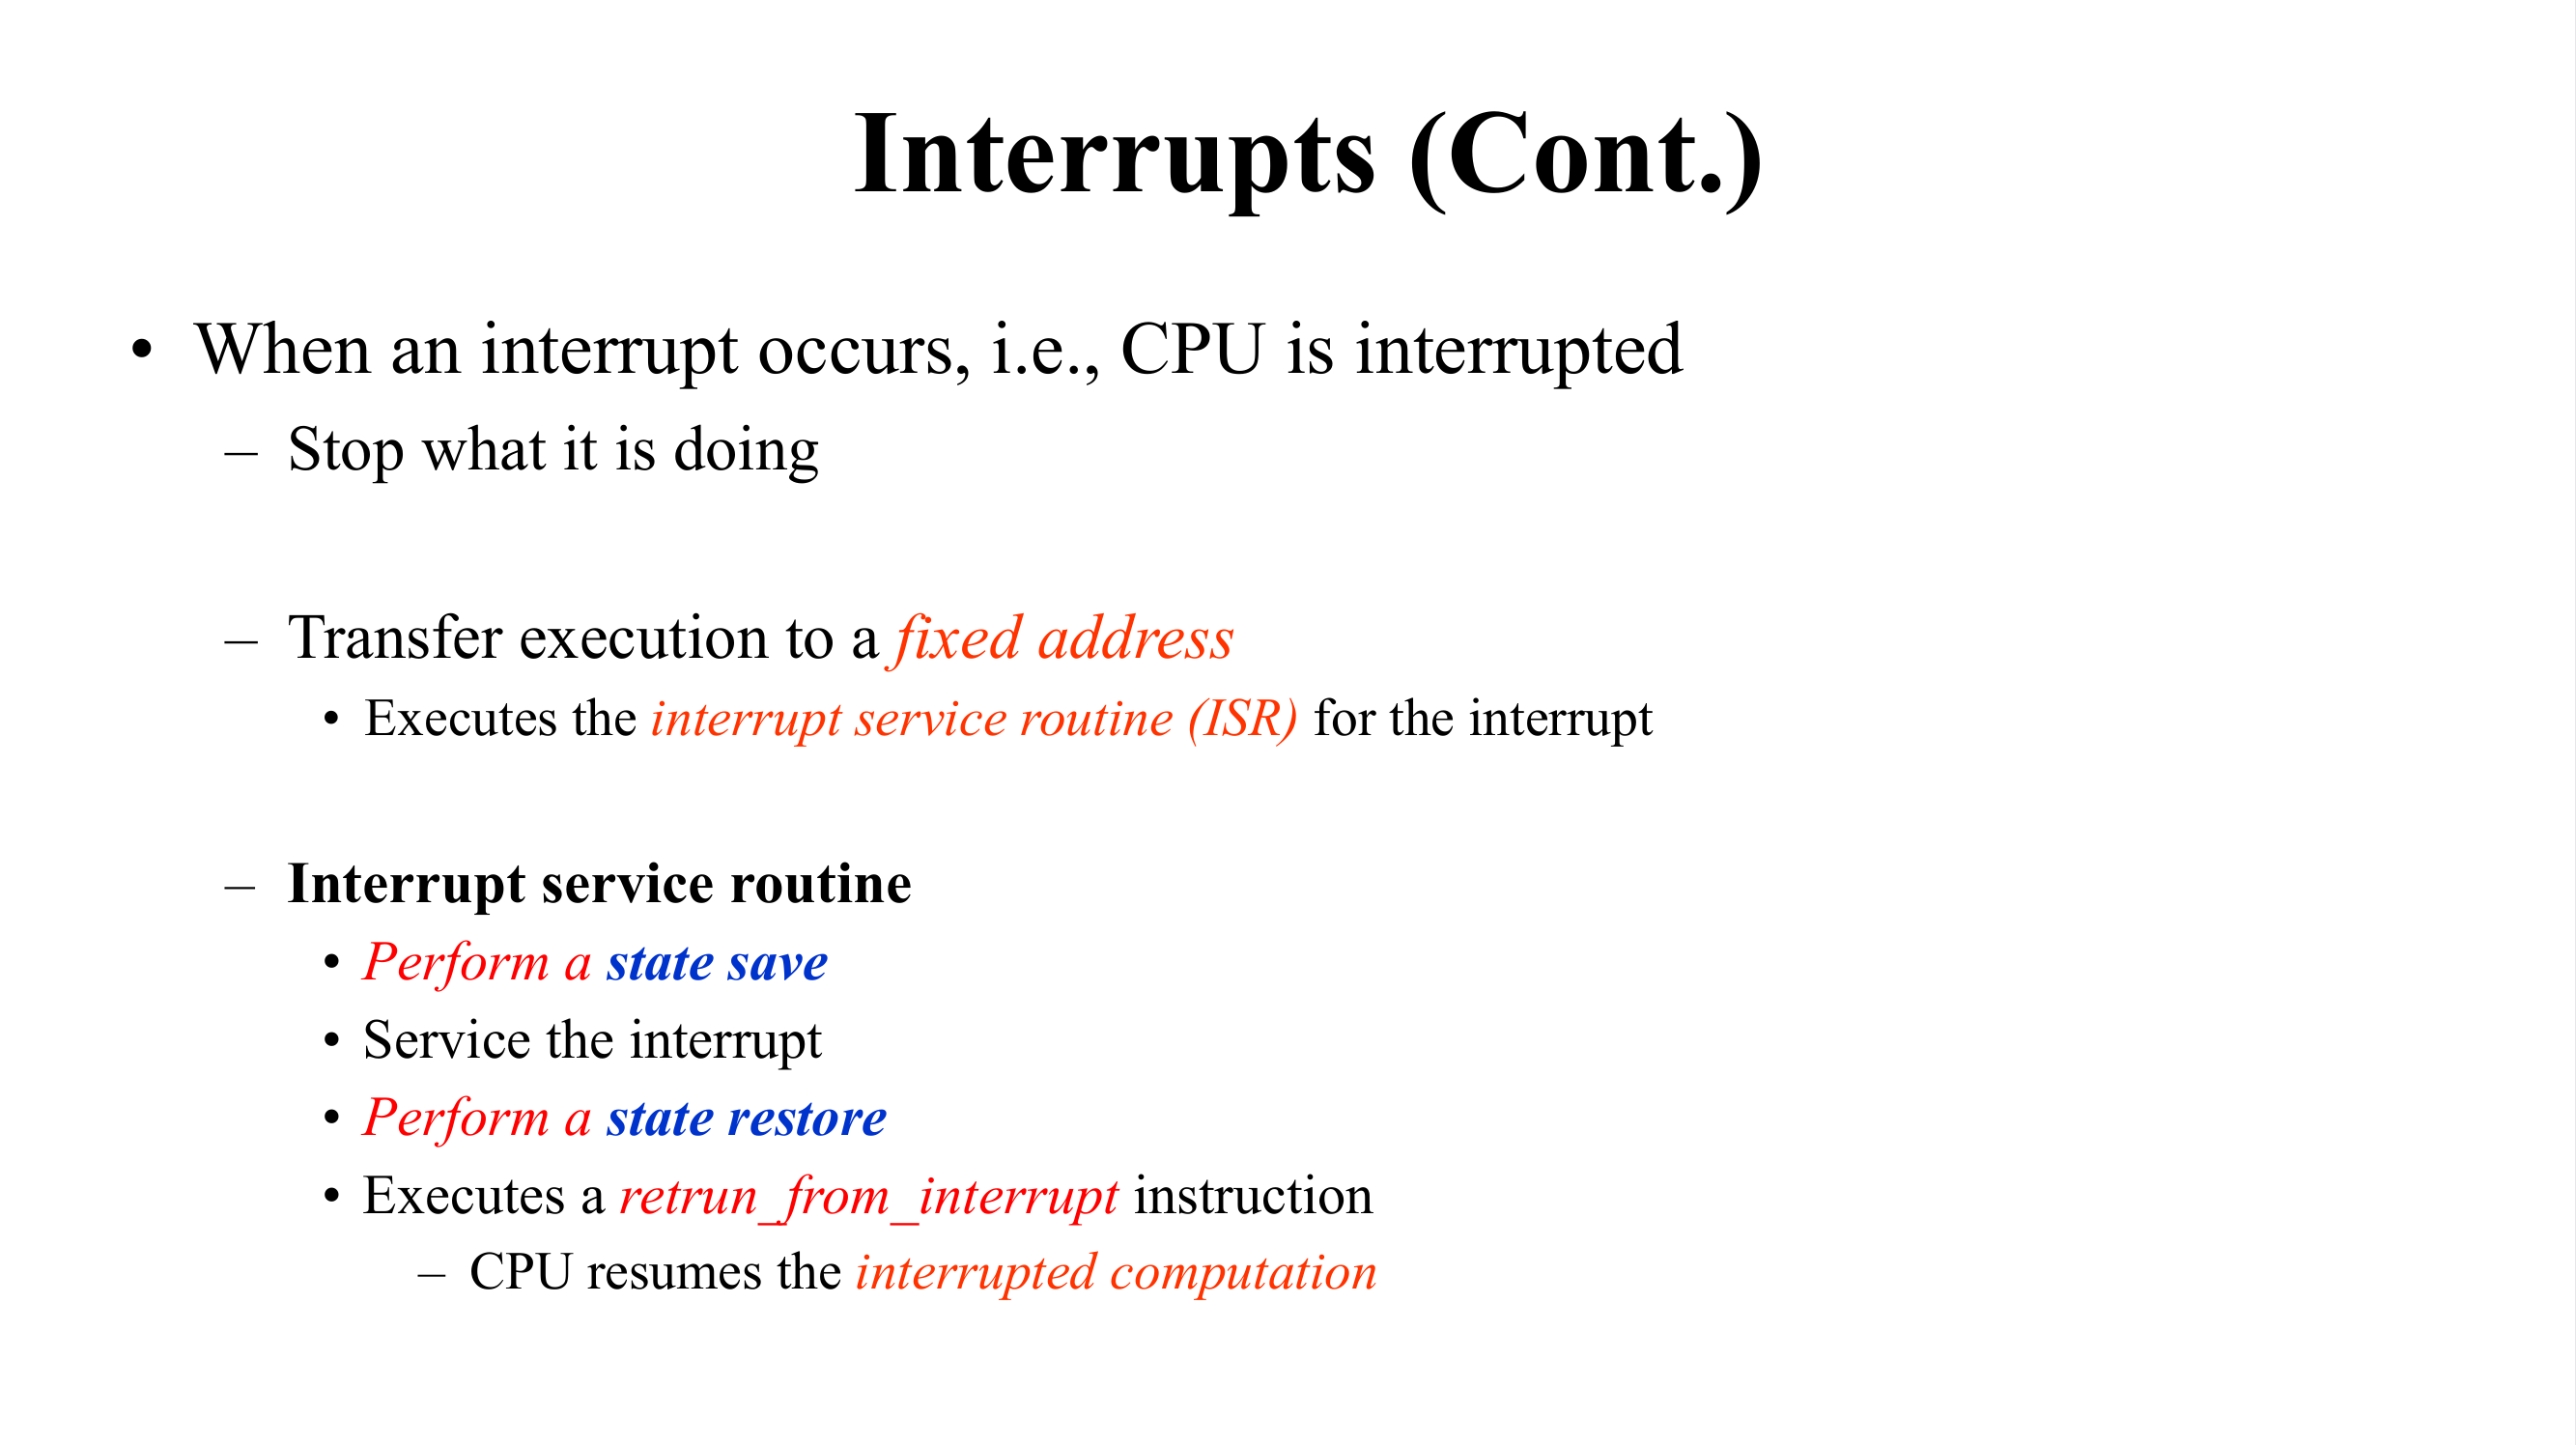 Interrupts (Cont.)
• When an interrupt occurs, i.e., CPU is interrupted
– Stop what it is doing
– Transfer execution to a fixed address
• Executes the interrupt service routine (ISR) for the interrupt
– Interrupt service routine
• Perform a state save
• Service the interrupt
• Perform a state restore
• Executes a retrun_from_interrupt instruction
– CPU resumes the interrupted computation